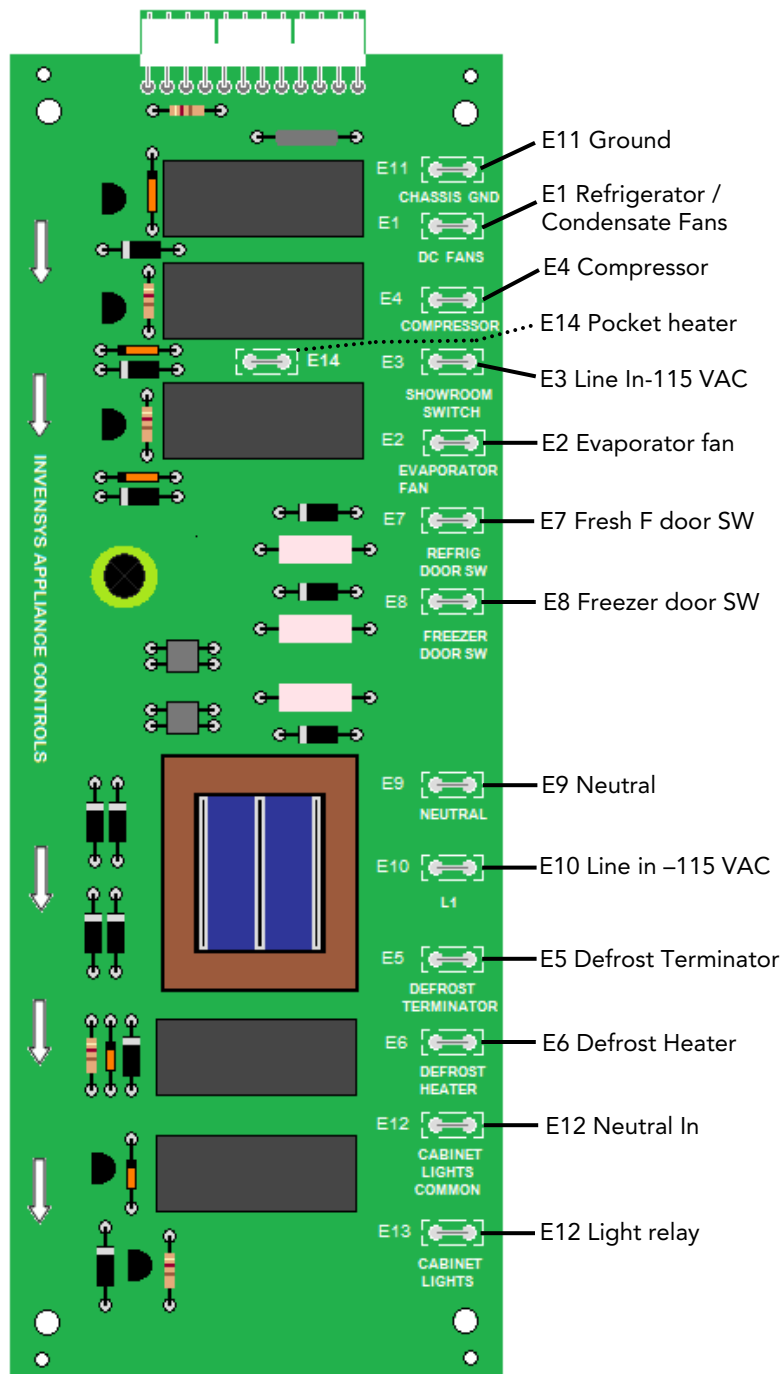 E11
CHASSIS GND
E11 Ground
E1
DC FANS
E1 Refrigerator /
Condensate Fans
E4
COMPRESSOR
E4 Compressor
E14
E14 Pocket heater
E3
SHOWROOM
SWITCH
E3 Line In-115 VAC
E2
EVAPORATOR
FAN
E2 Evaporator fan
INVENSYS APPLIANCE CONTROLS
E7
REFRIG
DOOR SW
E7 Fresh F door SW
E8
FREEZER
DOOR SW
E8 Freezer door SW
E9
NEUTRAL
E9 Neutral
E10
L1
E10 Line in –115 VAC
E5
DEFROST
TERMINATOR
E5 Defrost Terminator
E6
DEFROST
HEATER
E6 Defrost Heater
E12
CABINET
LIGHTS
COMMON
E12 Neutral In
E13
CABINET
LIGHTS
E12 Light relay